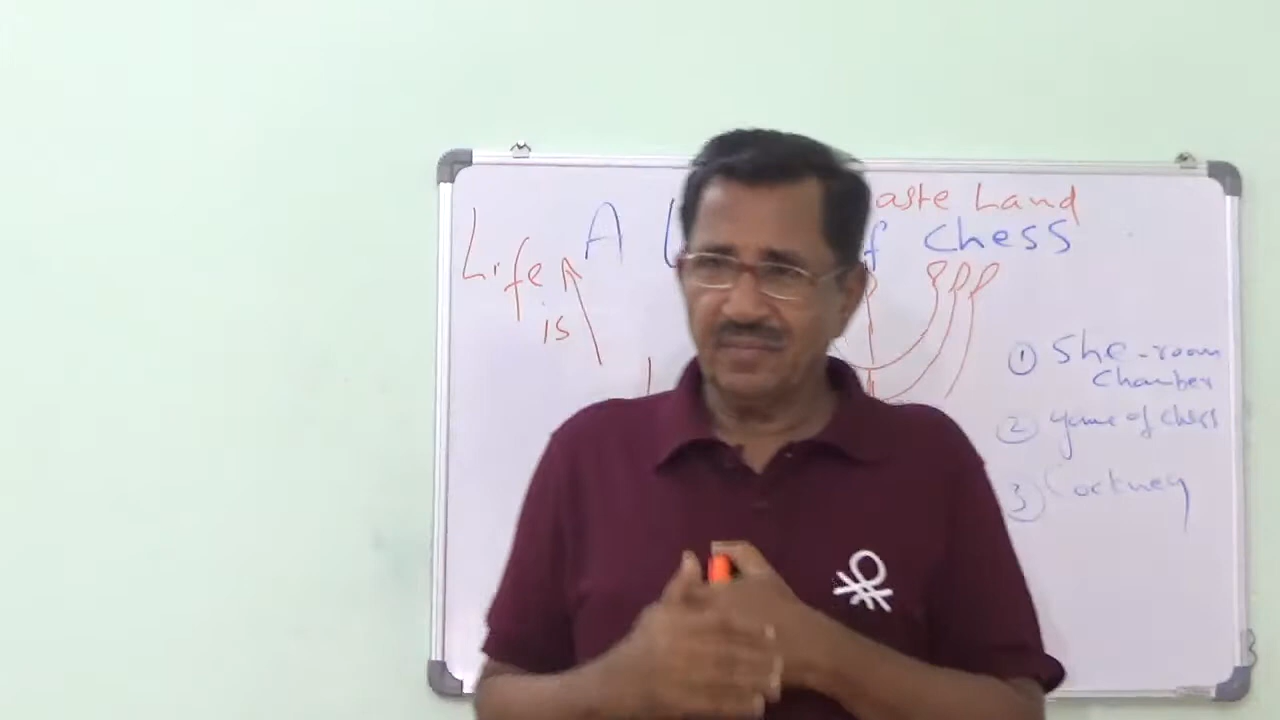 aste Land
A f Chess
Life
is
① She-room
Chamber
② game of chess
③ Cockney